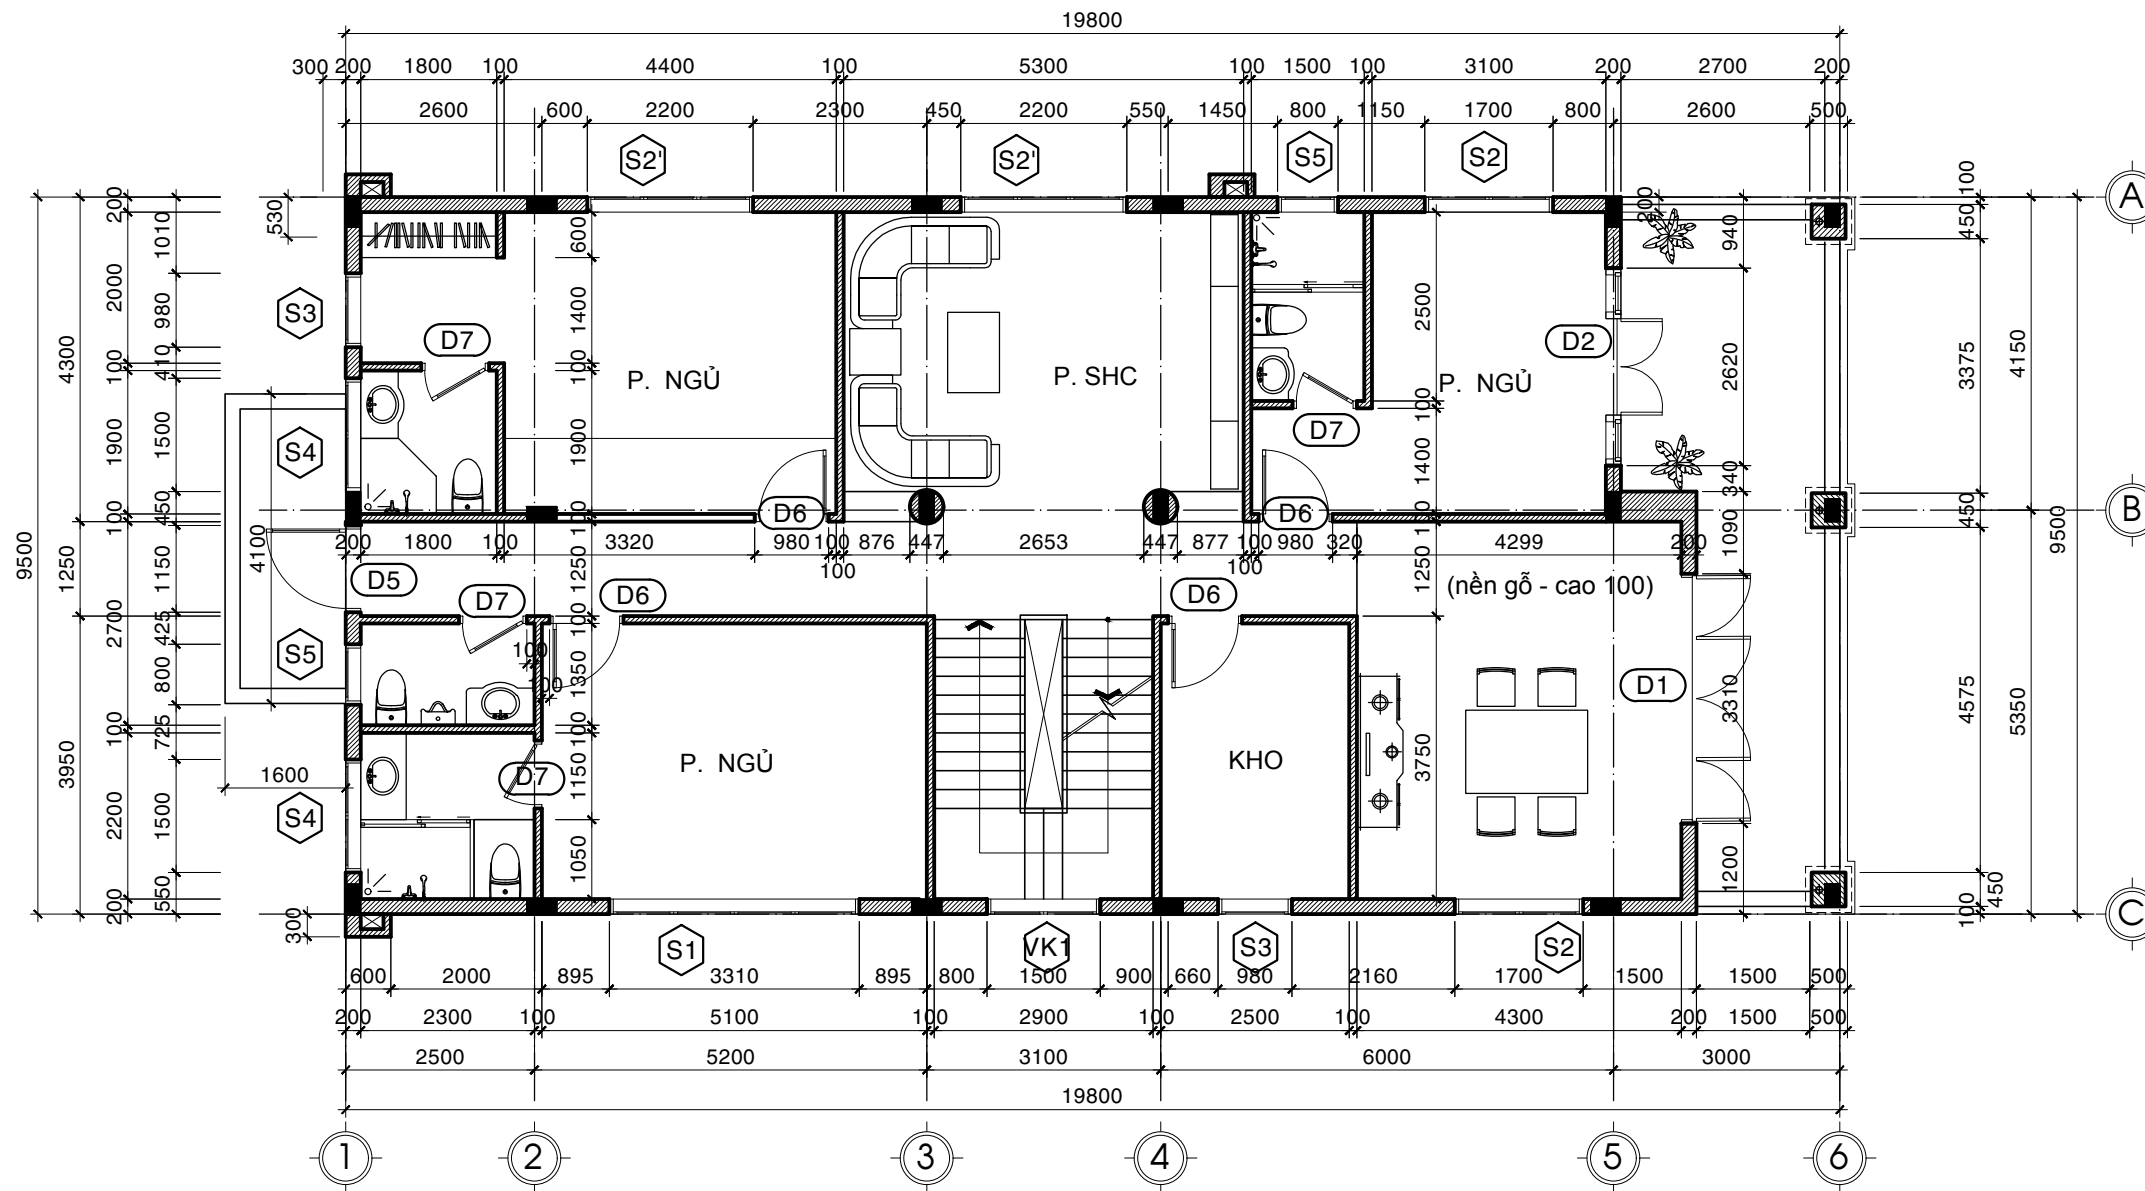 19800
300 200 1800 100 4400 100 5300 100 1500 100 3100 200 2700 200
2600 600 2200 2300 450 2200 550 1450 800 1150 1700 800 2600 500
S2' S2' S5 S2
A
B
C
9500
4300 1250 3950
200 2000 100 1900 100 2700 100 2200 200
1010 980 410 1500 450 1150 425 800 725 1500 550
530
300
1600
4100
S3
S4
S5
S4
D7
P. NGỦ
P. SHC
P. NGỦ
D2
D7
D6
D6
600 1400 100 1900 100
2500 100 1400 100
200
940 2620 340 1090 3310 1200
100 450 3375 450 4575 450 100
4150 5350
9500
200 1800 100 3320 980 100 876 447 2653 447 877 100 980 320 4299 200
100 100
D5
D7
D6
D6
(nền gỗ - cao 100)
1250 100 1350 100 1150 1050
100
100
1250 3750
D1
P. NGỦ
KHO
D7
S1 VK1 S3 S2
600 2000 895 3310 895 800 1500 900 660 980 2160 1700 1500 1500 500
200 2300 100 5100 100 2900 100 2500 100 4300 200 1500 500
2500 5200 3100 6000 3000
19800
1 2 3 4 5 6